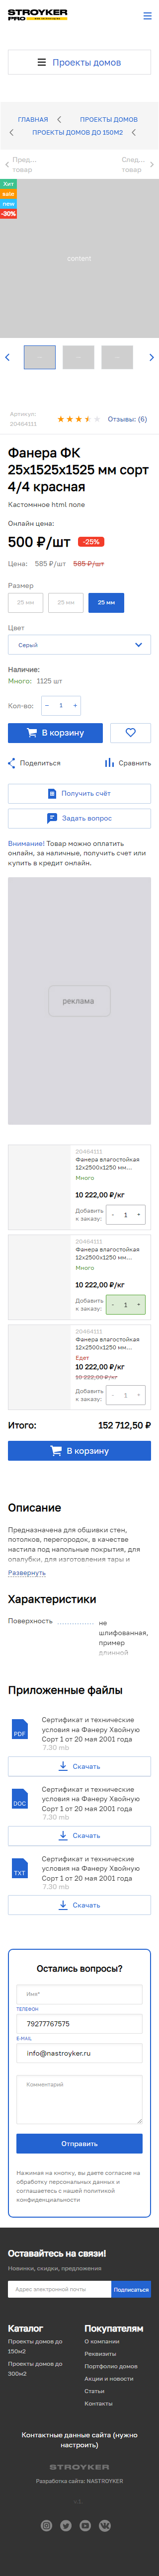 STROYKER
Проекты домов
ГЛАВНАЯ
ПРОЕКТЫ ДОМОВ
ПРОЕКТЫ ДОМОВ ДО 150М2
Пред...
товар
След...
товар
Хит
sale
new
-30%
content
Артикул:
20464111
Отзывы: (6)
Фанера ФК
25x1525x1525 мм сорт
4/4 красная
Кастомнное html поле
Онлайн цена:
500 ₽/шт
-25%
Цена: 585 ₽/шт 585 ₽/шт
Размер
25 мм
25 мм
25 мм
Цвет
Серый
Наличие:
Много: 1125 шт
Кол-во:
− 1 +
В корзину
Поделиться
Сравнить
Получить счёт
Задать вопрос
Внимание! Товар можно оплатить
онлайн, за наличные, получить счет или
купить в кредит онлайн.
реклама
20464111
Фанера влагостойкая
12x2500x1250 мм...
Много
10 222,00 ₽/кг
Добавить
к заказу:
- 1 +
20464111
Фанера влагостойкая
12x2500x1250 мм...
Много
10 222,00 ₽/кг
Добавить
к заказу:
- 1 +
20464111
Фанера влагостойкая
12x2500x1250 мм...
Едет
10 222,00 ₽/кг
10 222,00 ₽/кг
Добавить
к заказу:
- 1 +
Итого:
152 712,50 ₽
В корзину
Описание
Предназначена для обшивки стен,
потолков, перегородок, в качестве
настила под напольные покрытия, для
опалубки, для изготовления тары и
Развернуть
Характеристики
Поверхность
не
шлифованная,
пример
длинной
Приложенные файлы
PDF
Сертификат и технические
условия на Фанеру Хвойную
Сорт 1 от 20 мая 2001 года
7,30 mb
Скачать
DOC
Сертификат и технические
условия на Фанеру Хвойную
Сорт 1 от 20 мая 2001 года
7,30 mb
Скачать
TXT
Сертификат и технические
условия на Фанеру Хвойную
Сорт 1 от 20 мая 2001 года
7,30 mb
Скачать
Остались вопросы?
Имя*
ТЕЛЕФОН
79277767575
E-MAIL
info@nastroyker.ru
Комментарий
Отправить
Нажимая на кнопку, вы даете согласие на
обработку персональных данных и
соглашаетесь с нашей политикой
конфиденциальности
Оставайтесь на связи!
Новинки, скидки, предложения
Адрес электронной почты
Подписаться
Каталог
Проекты домов до
150м2
Проекты домов до
300м2
Покупателям
О компании
Реквизиты
Портфолио домов
Акция и новости
Статьи
Контакты
Контактные данные сайта (нужно
настроить)
STROYKER
Разработка сайта: NASTROYKER